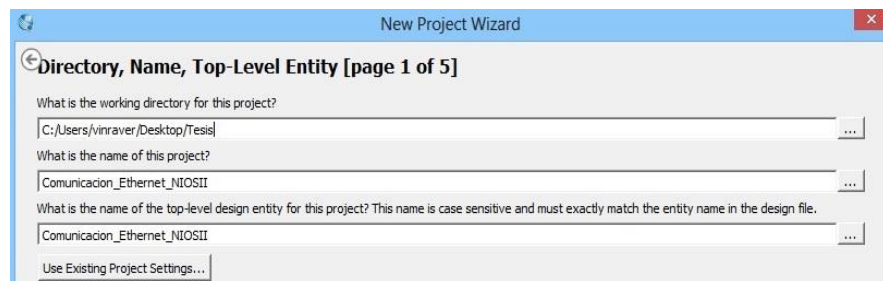 New Project Wizard
Directory, Name, Top-Level Entity [page 1 of 5]
What is the working directory for this project?
C:/Users/vinraver/Desktop/Tesis
...
What is the name of this project?
Comunicacion_Ethernet_NIOSII
...
What is the name of the top-level design entity for this project? This name is case sensitive and must exactly match the entity name in the design file.
Comunicacion_Ethernet_NIOSII
...
Use Existing Project Settings...